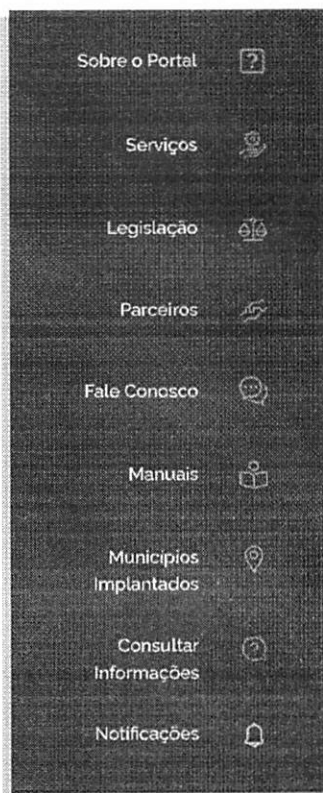 Sobre o Portal
Serviços
Legislação
Parceiros
Fale Conosco
Manuais
Municípios
Implantados
Consultar
Informações
Notificações